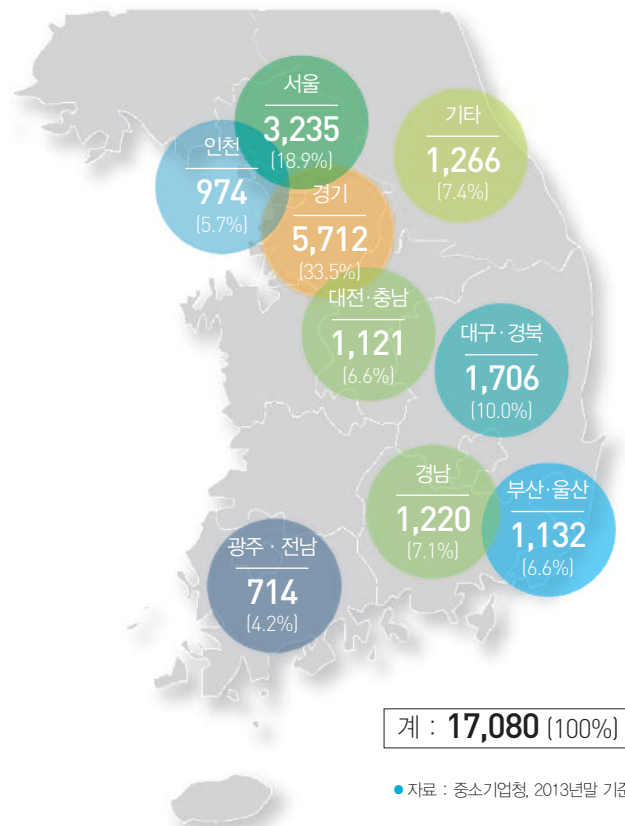 서울
3,235
(18.9%)
기타
1,266
(7.4%)
인천
974
(5.7%)
경기
5,712
(33.5%)
대전·충남
1,121
(6.6%)
대구·경북
1,706
(10.0%)
경남
1,220
(7.1%)
부산·울산
1,132
(6.6%)
광주·전남
714
(4.2%)
계 : 17,080 (100%)
● 자료 : 중소기업청, 2013년말 기준